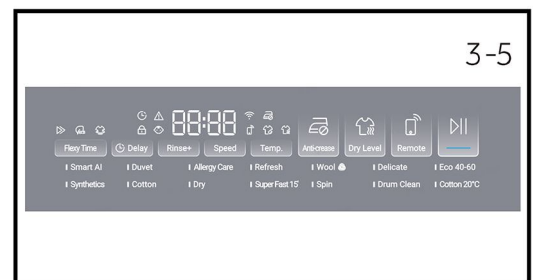 3-5
88:88
Flexy Time Delay Rinse+ Speed Temp. Anti-crease Dry Level Remote
Smart AI Duvet Allergy Care Refresh Wool Delicate Eco 40-60
Synthetics Cotton Dry Super Fast 15' Spin Drum Clean Cotton 20°C